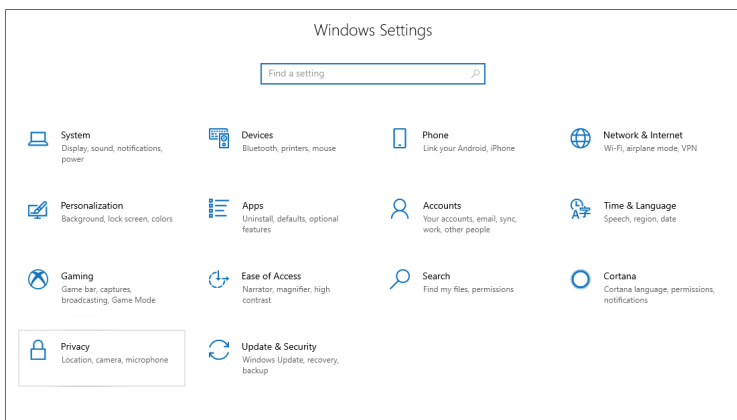 Windows Settings
Find a setting
System
Display, sound, notifications,
power
Devices
Bluetooth, printers, mouse
Phone
Link your Android, iPhone
Network & Internet
Wi-Fi, airplane mode, VPN
Personalization
Background, lock screen, colors
Apps
Uninstall, defaults, optional
features
Accounts
Your accounts, email, sync,
work, other people
Time & Language
Speech, region, date
Gaming
Game bar, captures,
broadcasting, Game Mode
Ease of Access
Narrator, magnifier, high
contrast
Search
Find my files, permissions
Cortana
Cortana language, permissions,
notifications
Privacy
Location, camera, microphone
Update & Security
Windows Update, recovery,
backup